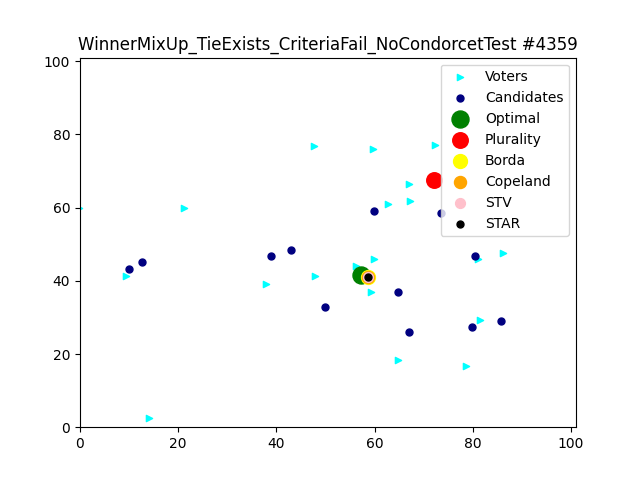 WinnerMixUp_TieExists_CriteriaFail_NoCondorcetTest #4359
100
80
60
40
20
0
0 20 40 60 80 100
Voters
Candidates
Optimal
Plurality
Borda
Copeland
STV
STAR